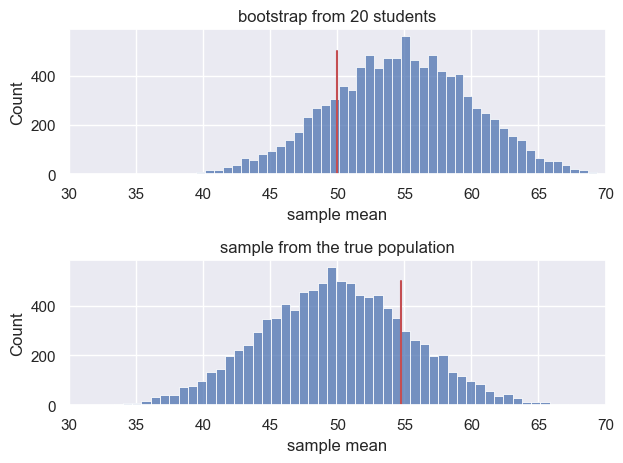 bootstrap from 20 students
Count
400
200
0
30 35 40 45 50 55 60 65 70
sample mean
sample from the true population
Count
400
200
0
30 35 40 45 50 55 60 65 70
sample mean